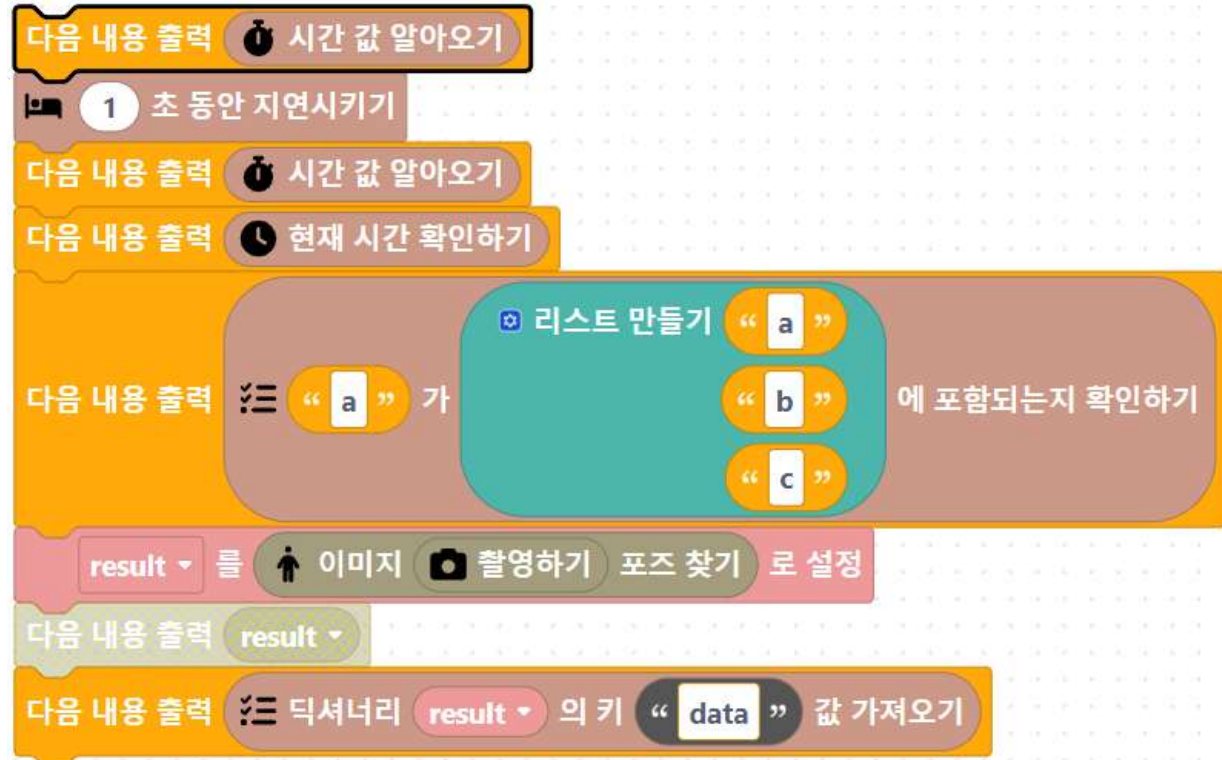 다음 내용 출력 시간 값 알아오기
1 초 동안 지연시키기
다음 내용 출력 시간 값 알아오기
다음 내용 출력 현재 시간 확인하기
다음 내용 출력 “ a ” 가 리스트 만들기 “ a ” “ b ” “ c ” 에 포함되는지 확인하기
result 를 이미지 촬영하기 포즈 찾기 로 설정
다음 내용 출력 result
다음 내용 출력 딕셔너리 result 의 키 “ data ” 값 가져오기